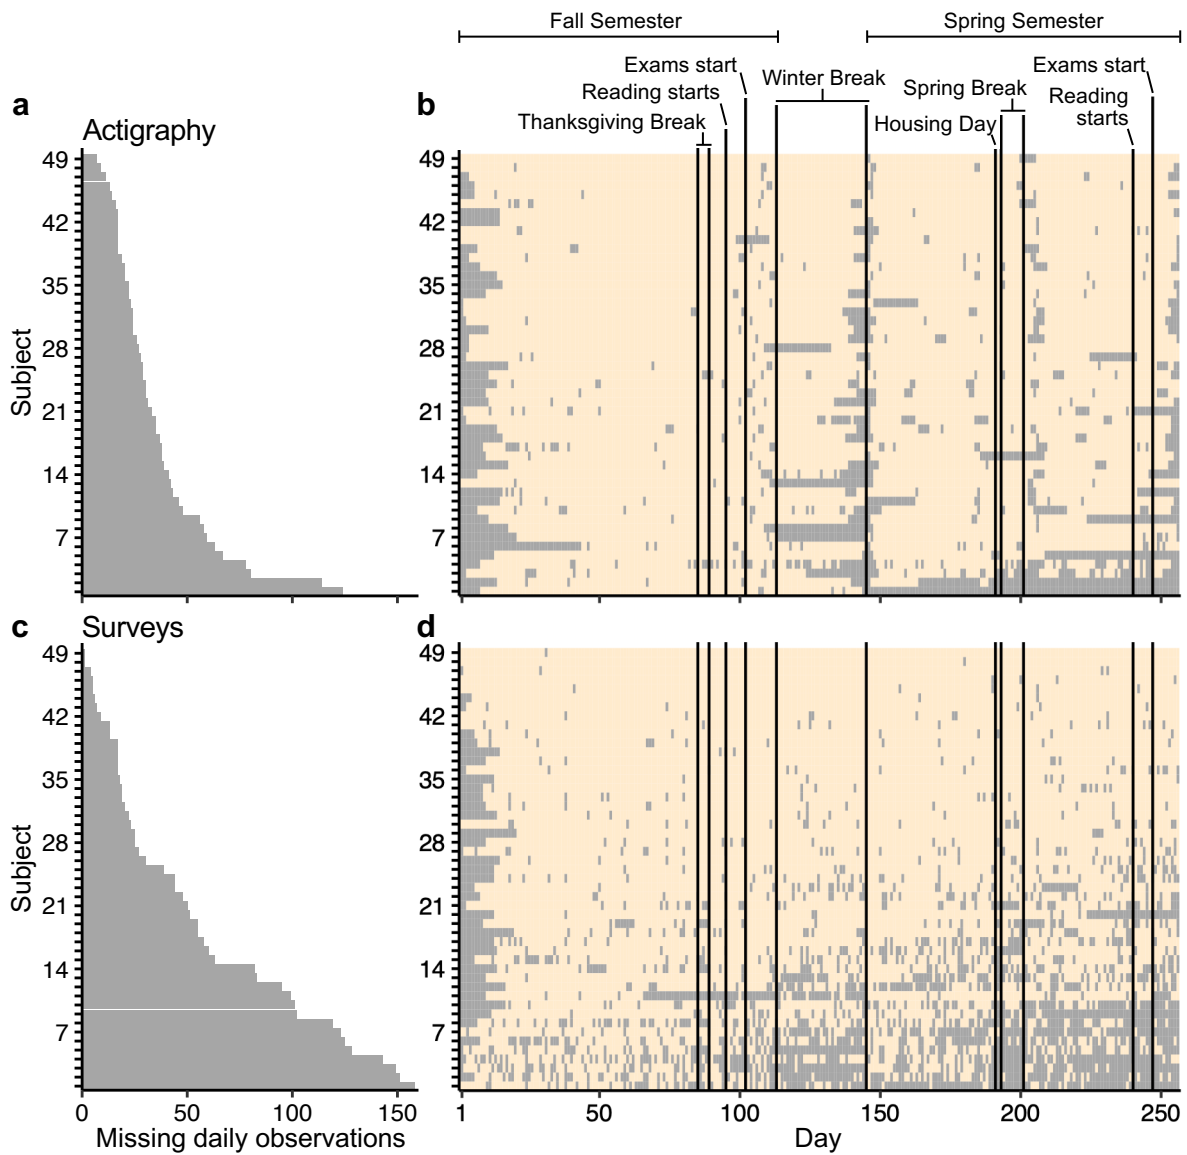 Fall Semester
Spring Semester
Exams start
Reading starts
Thanksgiving Break
Winter Break
Spring Break
Housing Day
Exams start
Reading
starts
a
Actigraphy
b
49
42
35
28
21
14
7
Subject
49
42
35
28
21
14
7
c
Surveys
d
49
42
35
28
21
14
7
Subject
49
42
35
28
21
14
7
0
50
100
150
Missing daily observations
1
50
100
150
200
250
Day